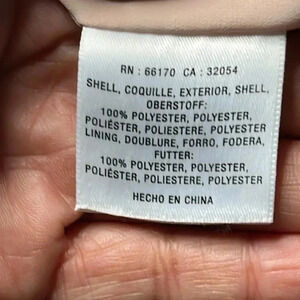 RN : 66170 CA : 32054
SHELL, COQUILLE, EXTERIOR, SHELL,
OBERSTOFF:
100% POLYESTER, POLYESTER,
POLIÉSTER, POLIESTERE, POLYESTER
LINING, DOUBLURE, FORRO, FODERA,
FUTTER:
100% POLYESTER, POLYESTER,
POLIÉSTER, POLIESTERE, POLYESTER
HECHO EN CHINA